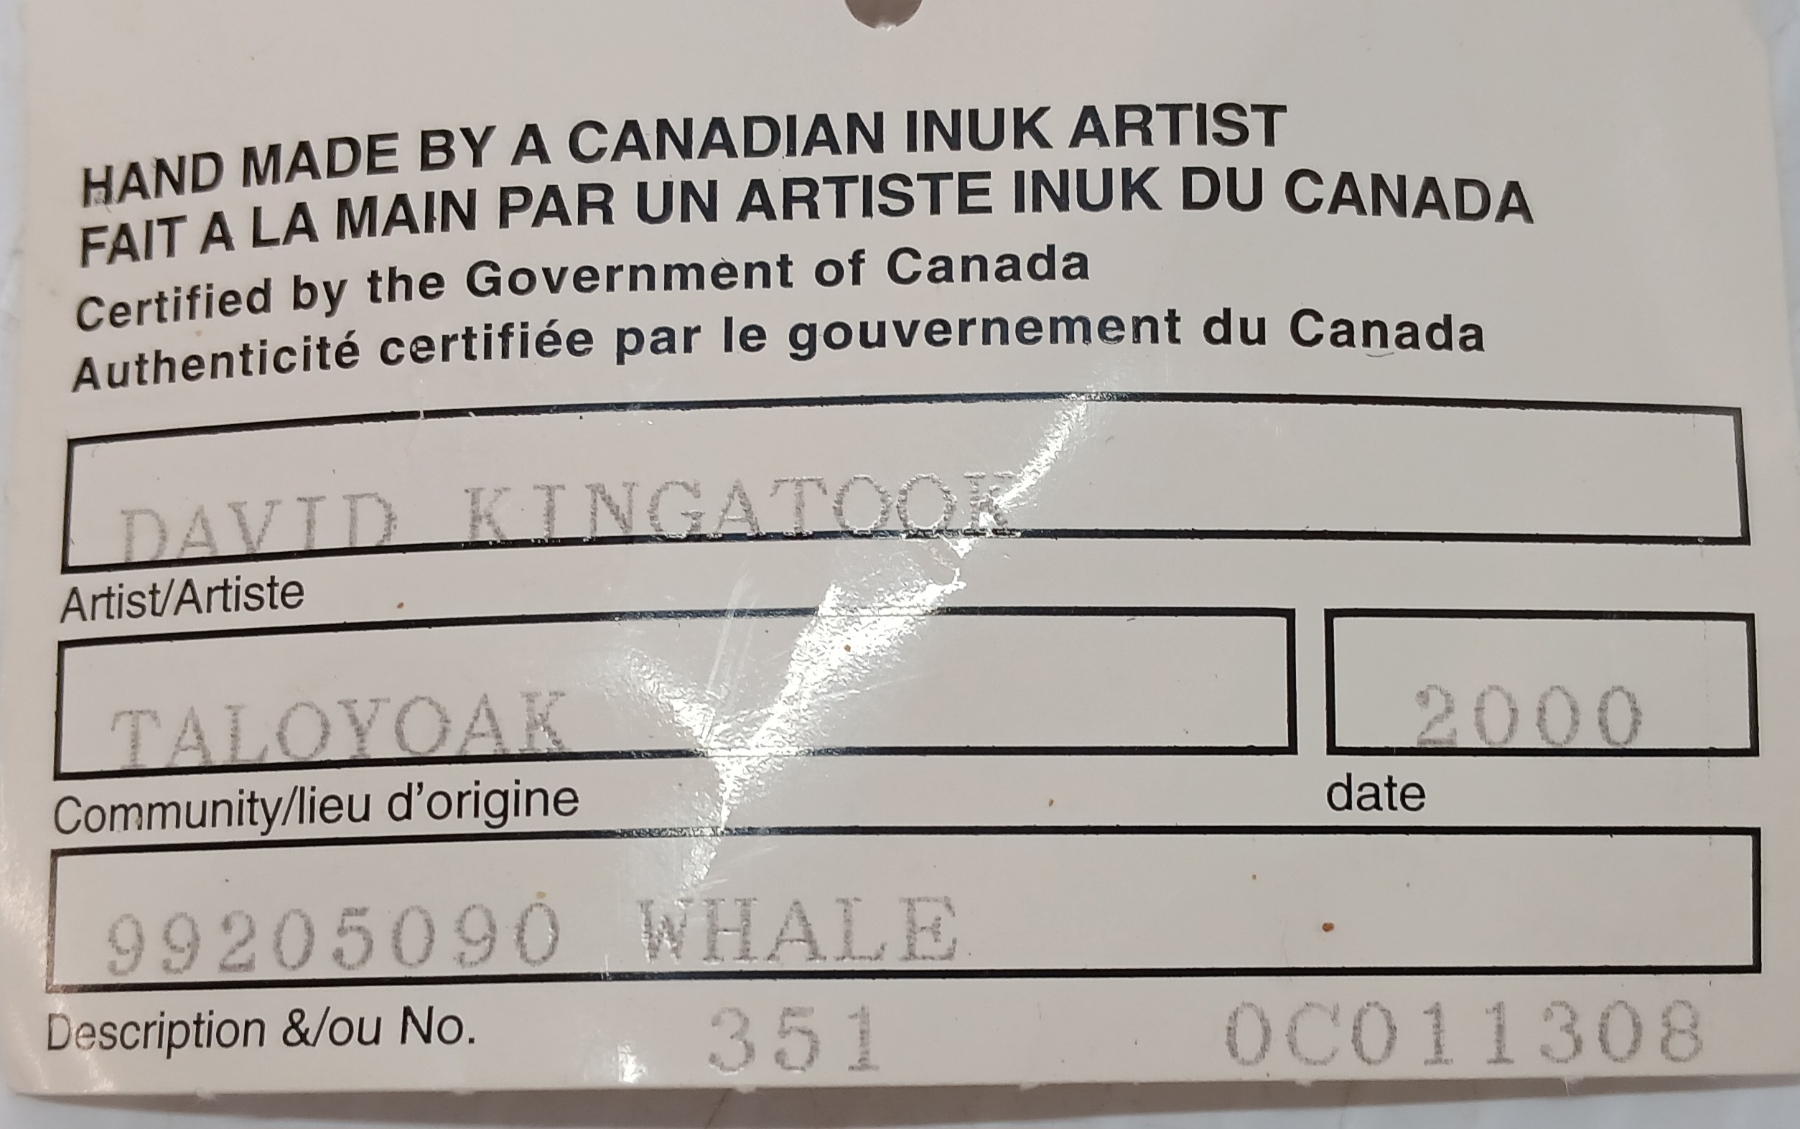 HAND MADE BY A CANADIAN INUK ARTIST
FAIT A LA MAIN PAR UN ARTISTE INUK DU CANADA
Certified by the Government of Canada
Authenticité certifiée par le gouvernement du Canada
DAVID KINGATOOK
Artist/Artiste
TALOYOAK 2000
Community/lieu d'origine date
99205090 WHALE
Description &/ou No. 351 0C011308